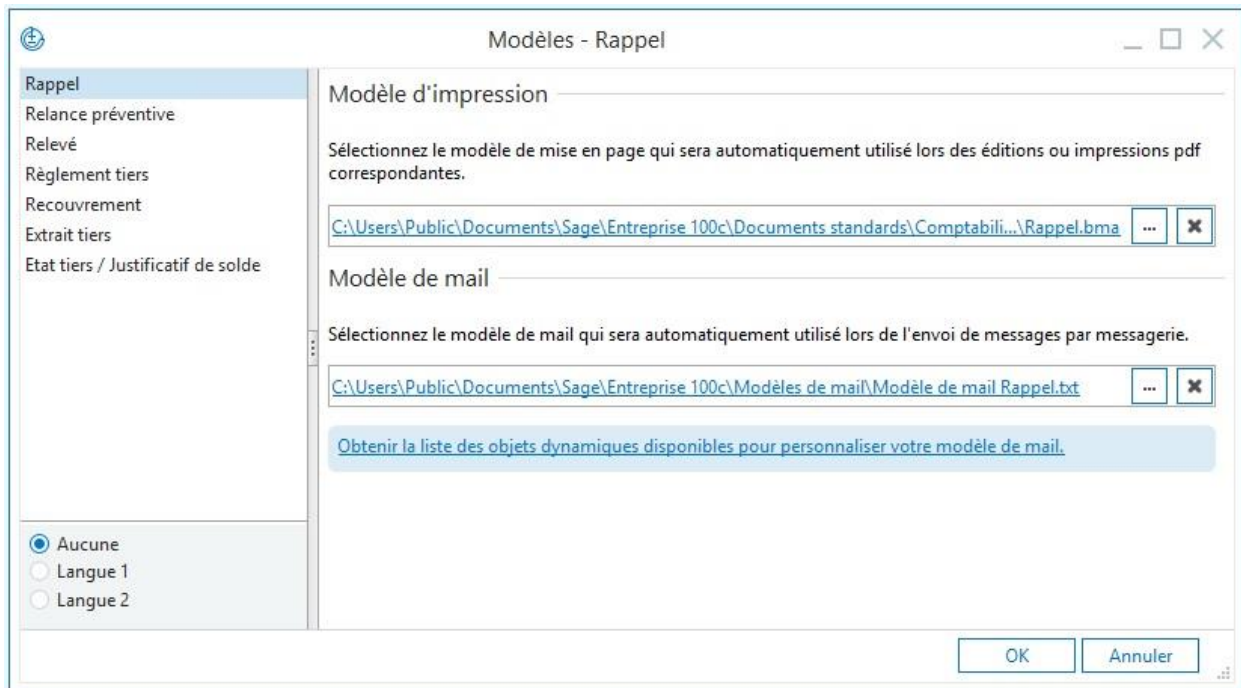 Modèles - Rappel
Rappel
Relance préventive
Relevé
Règlement tiers
Recouvrement
Extrait tiers
Etat tiers / Justificatif de solde
Aucune
Langue 1
Langue 2
Modèle d'impression
Sélectionnez le modèle de mise en page qui sera automatiquement utilisé lors des éditions ou impressions pdf
correspondantes.
C:\Users\Public\Documents\Sage\Entreprise 100c\Documents standards\Comptabili...\Rappel.bma
...
Modèle de mail
Sélectionnez le modèle de mail qui sera automatiquement utilisé lors de l'envoi de messages par messagerie.
C:\Users\Public\Documents\Sage\Entreprise 100c\Modèles de mail\Modèle de mail Rappel.txt
...
Obtenir la liste des objets dynamiques disponibles pour personnaliser votre modèle de mail.
OK
Annuler